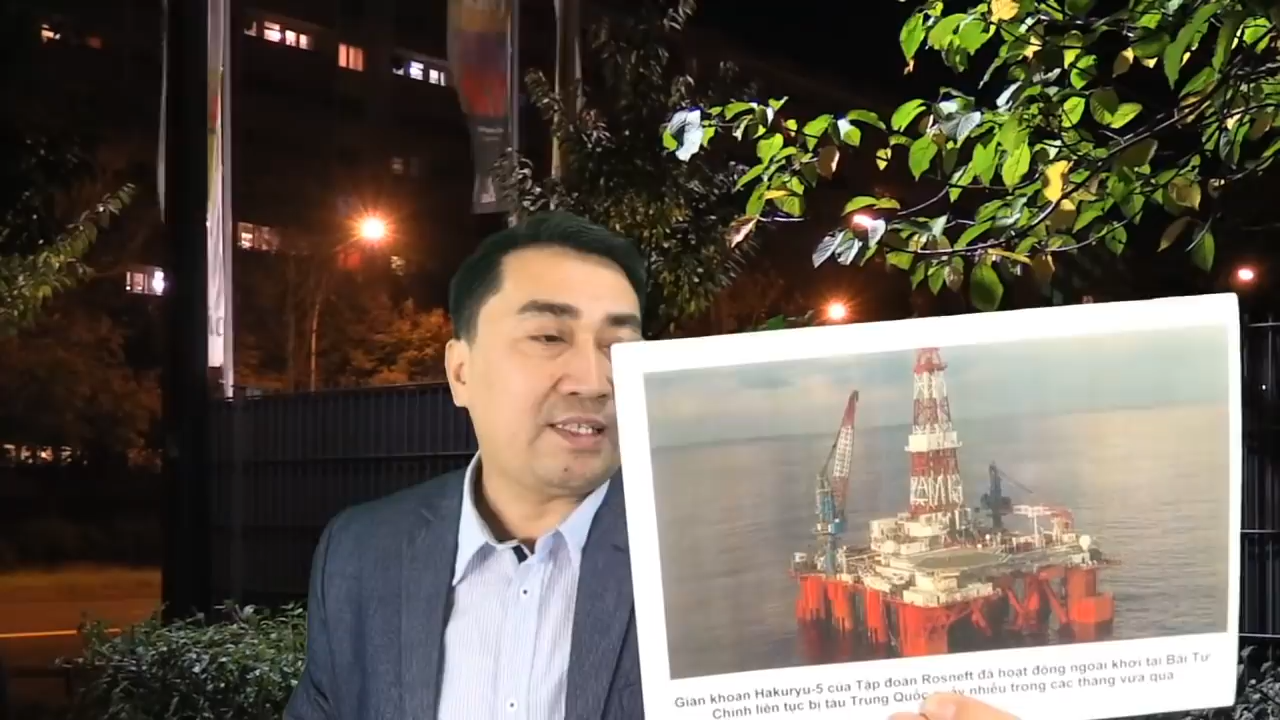 Gian khoan Hakuryu-5 của Tập đoàn Rosneft đã hoạt động ngoài khơi tại Bãi Tư
Chính liên tục bị tàu Trung Quốc nhiễu trong các tháng vừa qua